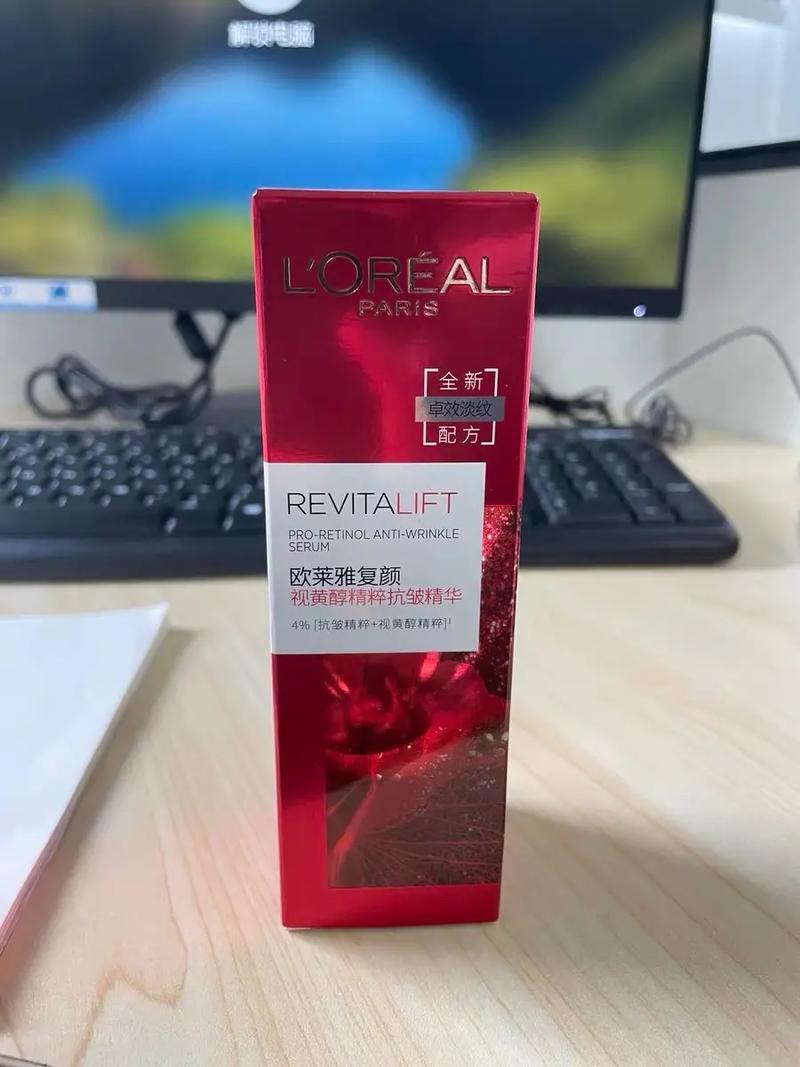 解锁电脑
L'ORÉAL
PARIS
全新
卓效淡纹
配方
REVITALIFT
PRO-RETINOL ANTI-WRINKLE
SERUM
欧莱雅复颜
视黄醇精粹抗皱精华
4% [抗皱精粹+视黄醇精粹]¹